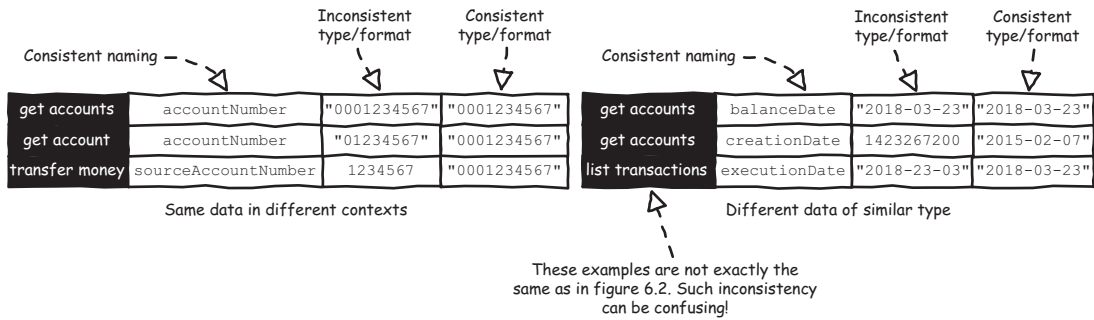 Inconsistent type/format
Consistent type/format
Consistent naming
get accounts accountNumber "0001234567" "0001234567"
get account accountNumber "01234567" "0001234567"
transfer money sourceAccountNumber 1234567 "0001234567"
Same data in different contexts
Inconsistent type/format
Consistent type/format
Consistent naming
get accounts balanceDate "2018-03-23" "2018-03-23"
get accounts creationDate 1423267200 "2015-02-07"
list transactions executionDate "2018-23-03" "2018-03-23"
Different data of similar type
These examples are not exactly the
same as in figure 6.2. Such inconsistency
can be confusing!